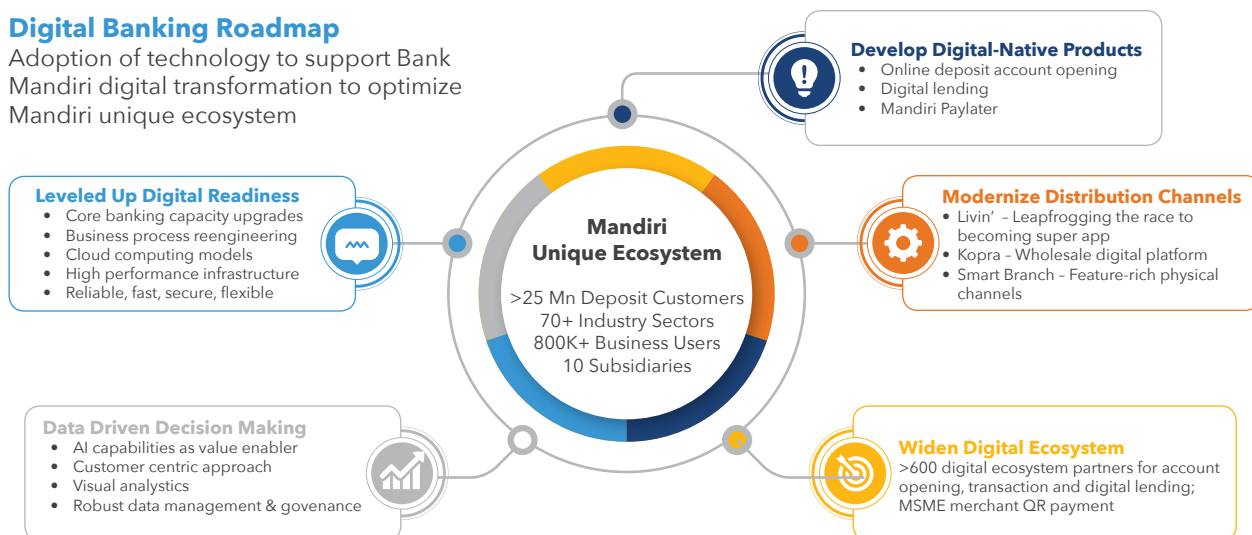 Digital Banking Roadmap
Adoption of technology to support Bank
Mandiri digital transformation to optimize
Mandiri unique ecosystem
Develop Digital-Native Products
• Online deposit account opening
• Digital lending
• Mandiri Paylater
Leveled Up Digital Readiness
• Core banking capacity upgrades
• Business process reengineering
• Cloud computing models
• High performance infrastructure
• Reliable, fast, secure, flexible
Mandiri
Unique Ecosystem
>25 Mn Deposit Customers
70+ Industry Sectors
800K+ Business Users
10 Subsidiaries
Modernize Distribution Channels
• Livin’ – Leapfrogging the race to
becoming super app
• Kopra – Wholesale digital platform
• Smart Branch – Feature-rich physical
channels
Data Driven Decision Making
• AI capabilities as value enabler
• Customer centric approach
• Visual analytics
• Robust data management & govenance
Widen Digital Ecosystem
>600 digital ecosystem partners for account
opening, transaction and digital lending;
MSME merchant QR payment